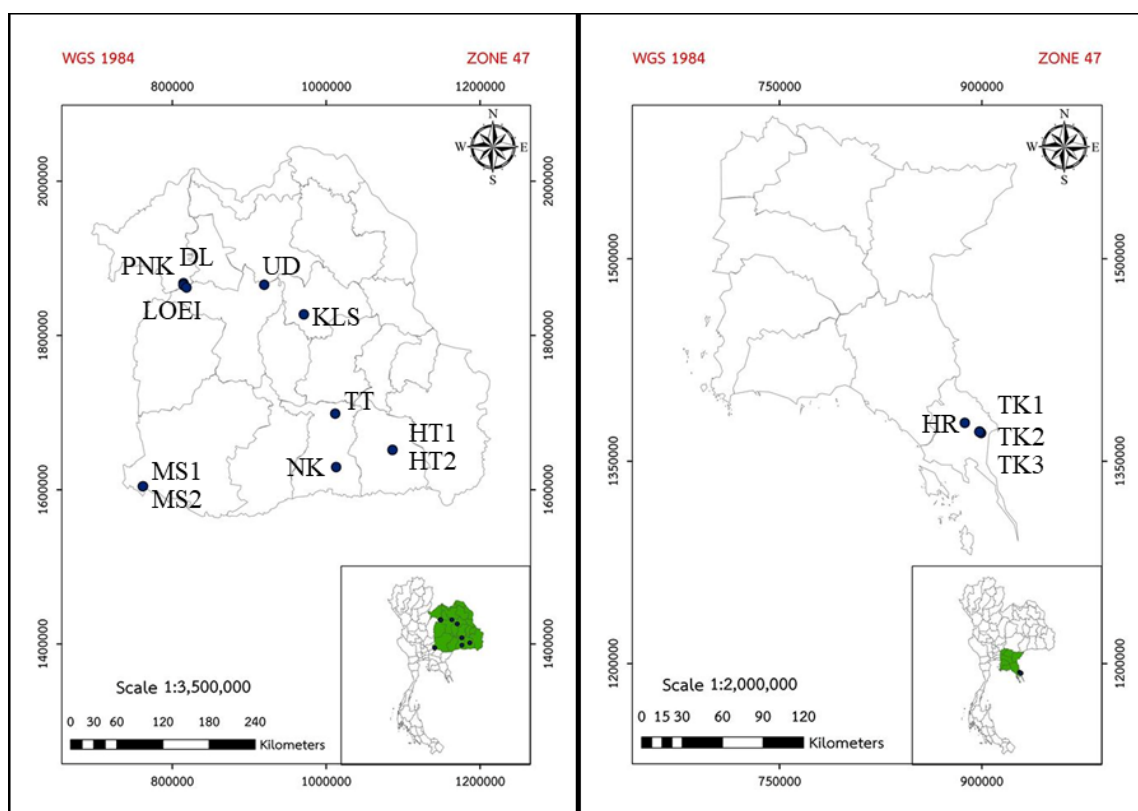 WGS 1984 ZONE 47
800000 1000000 1200000
N
W E
S
2000000 2000000
PNK DL UD
LOEI KLS
1800000 1800000
TT
HT1
HT2
NK
MS1
MS2
1600000 1600000
1400000 1400000
Scale 1:3,500,000
0 30 60 120 180 240
Kilometers
800000 1000000 1200000
WGS 1984 ZONE 47
750000 900000
N
W E
S
1500000 1500000
HR TK1
TK2
TK3
1350000 1350000
1200000 1200000
Scale 1:2,000,000
0 15 30 60 90 120
Kilometers
750000 900000